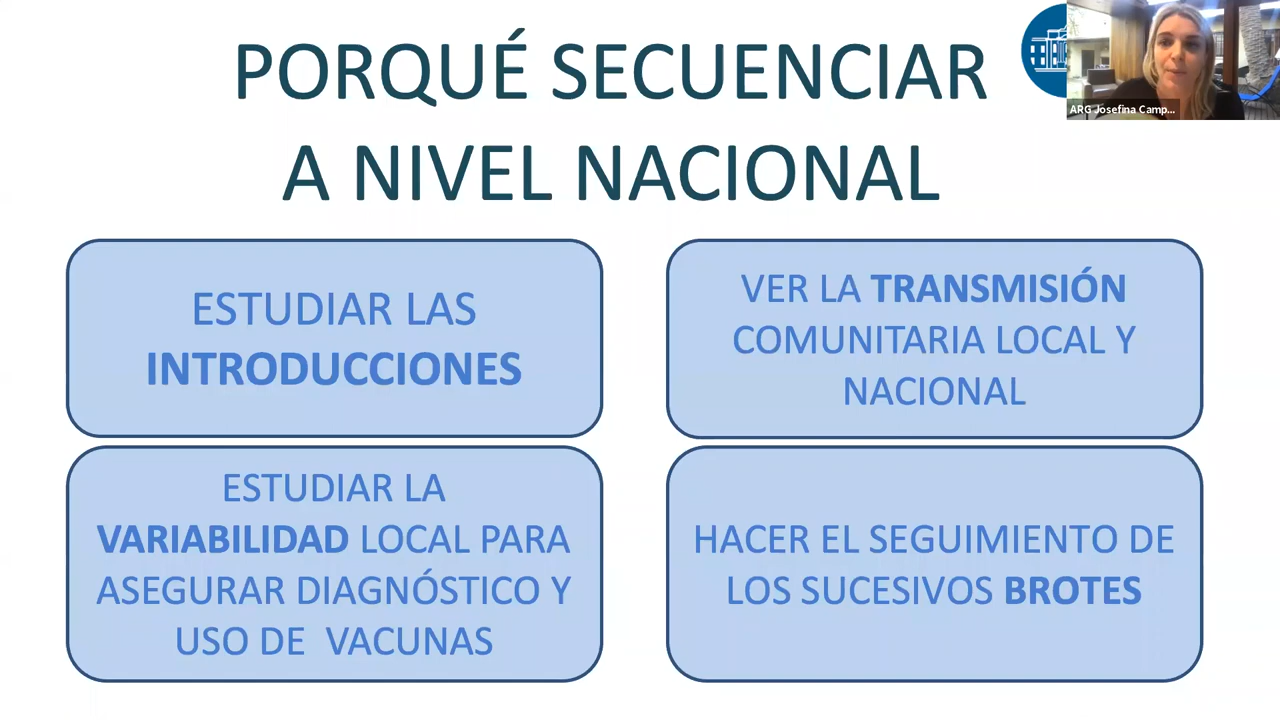 PORQUÉ SECUENCIAR
A NIVEL NACIONAL
ARG Josefina Camp...
ESTUDIAR LAS
INTRODUCCIONES
VER LA TRANSMISIÓN
COMUNITARIA LOCAL Y
NACIONAL
ESTUDIAR LA
VARIABILIDAD LOCAL PARA
ASEGURAR DIAGNÓSTICO Y
USO DE VACUNAS
HACER EL SEGUIMIENTO DE
LOS SUCESIVOS BROTES